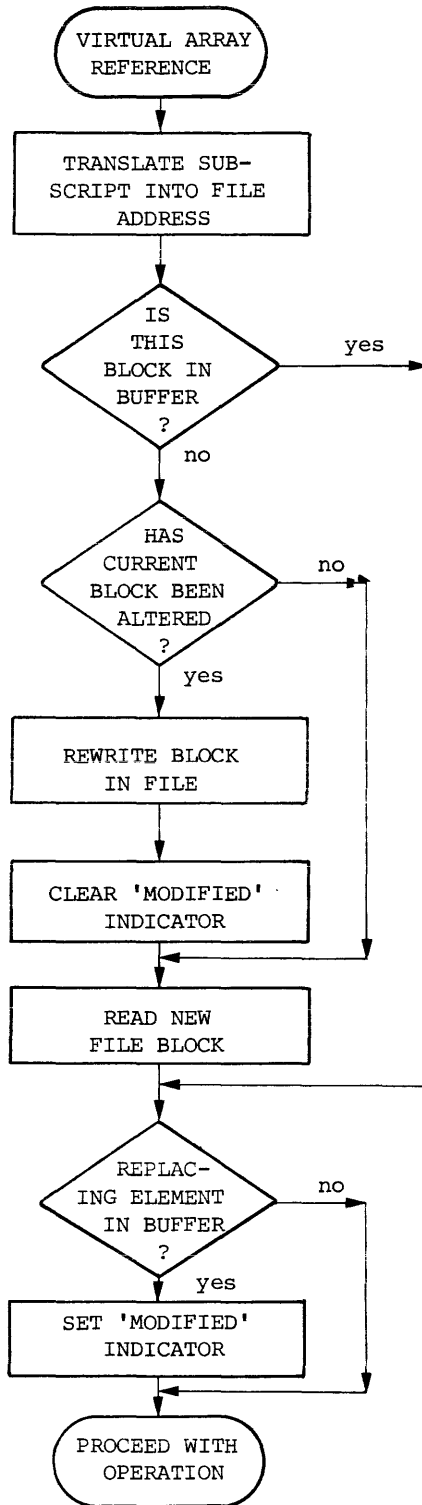 VIRTUAL ARRAY
REFERENCE
TRANSLATE SUB-
SCRIPT INTO FILE
ADDRESS
IS
THIS
BLOCK IN
BUFFER
?
yes
no
HAS
CURRENT
BLOCK BEEN
ALTERED
?
no
yes
REWRITE BLOCK
IN FILE
CLEAR 'MODIFIED'
INDICATOR
READ NEW
FILE BLOCK
REPLAC-
ING ELEMENT
IN BUFFER
?
no
yes
SET 'MODIFIED'
INDICATOR
PROCEED WITH
OPERATION